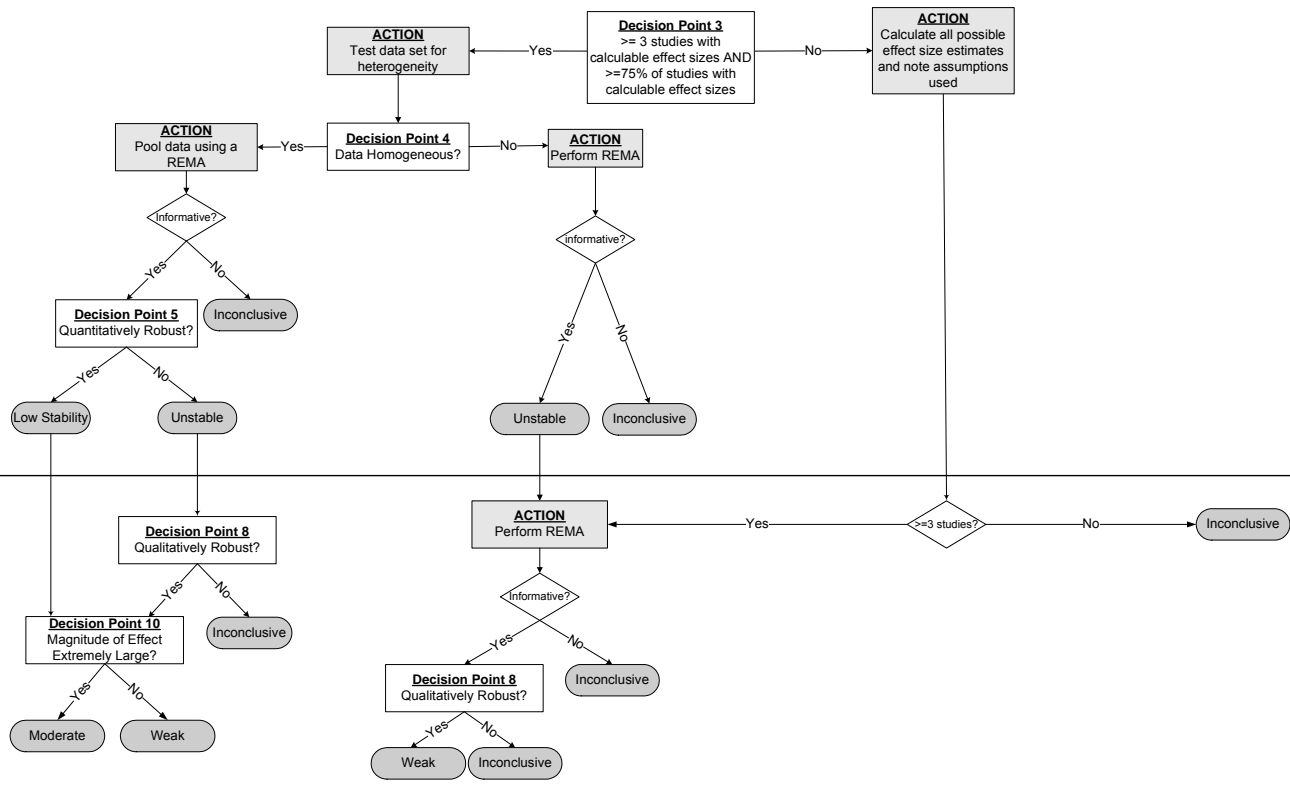 ACTION
Test data set for
heterogeneity
Yes
Decision Point 3
>= 3 studies with
calculable effect sizes AND
>=75% of studies with
calculable effect sizes
No
ACTION
Calculate all possible
effect size estimates
and note assumptions
used
ACTION
Pool data using a
REMA
Yes
Decision Point 4
Data Homogeneous?
No
ACTION
Perform REMA
Informative?
informative?
Yes
No
Decision Point 5
Quantitatively Robust?
Inconclusive
Yes
No
Yes
No
Low Stability
Unstable
Unstable
Inconclusive
Decision Point 8
Qualitatively Robust?
ACTION
Perform REMA
Yes
>=3 studies?
No
Inconclusive
Yes
No
Informative?
Decision Point 10
Magnitude of Effect
Extremely Large?
Inconclusive
Yes
No
Decision Point 8
Qualitatively Robust?
Inconclusive
Yes
No
Moderate
Weak
Yes
No
Weak
Inconclusive